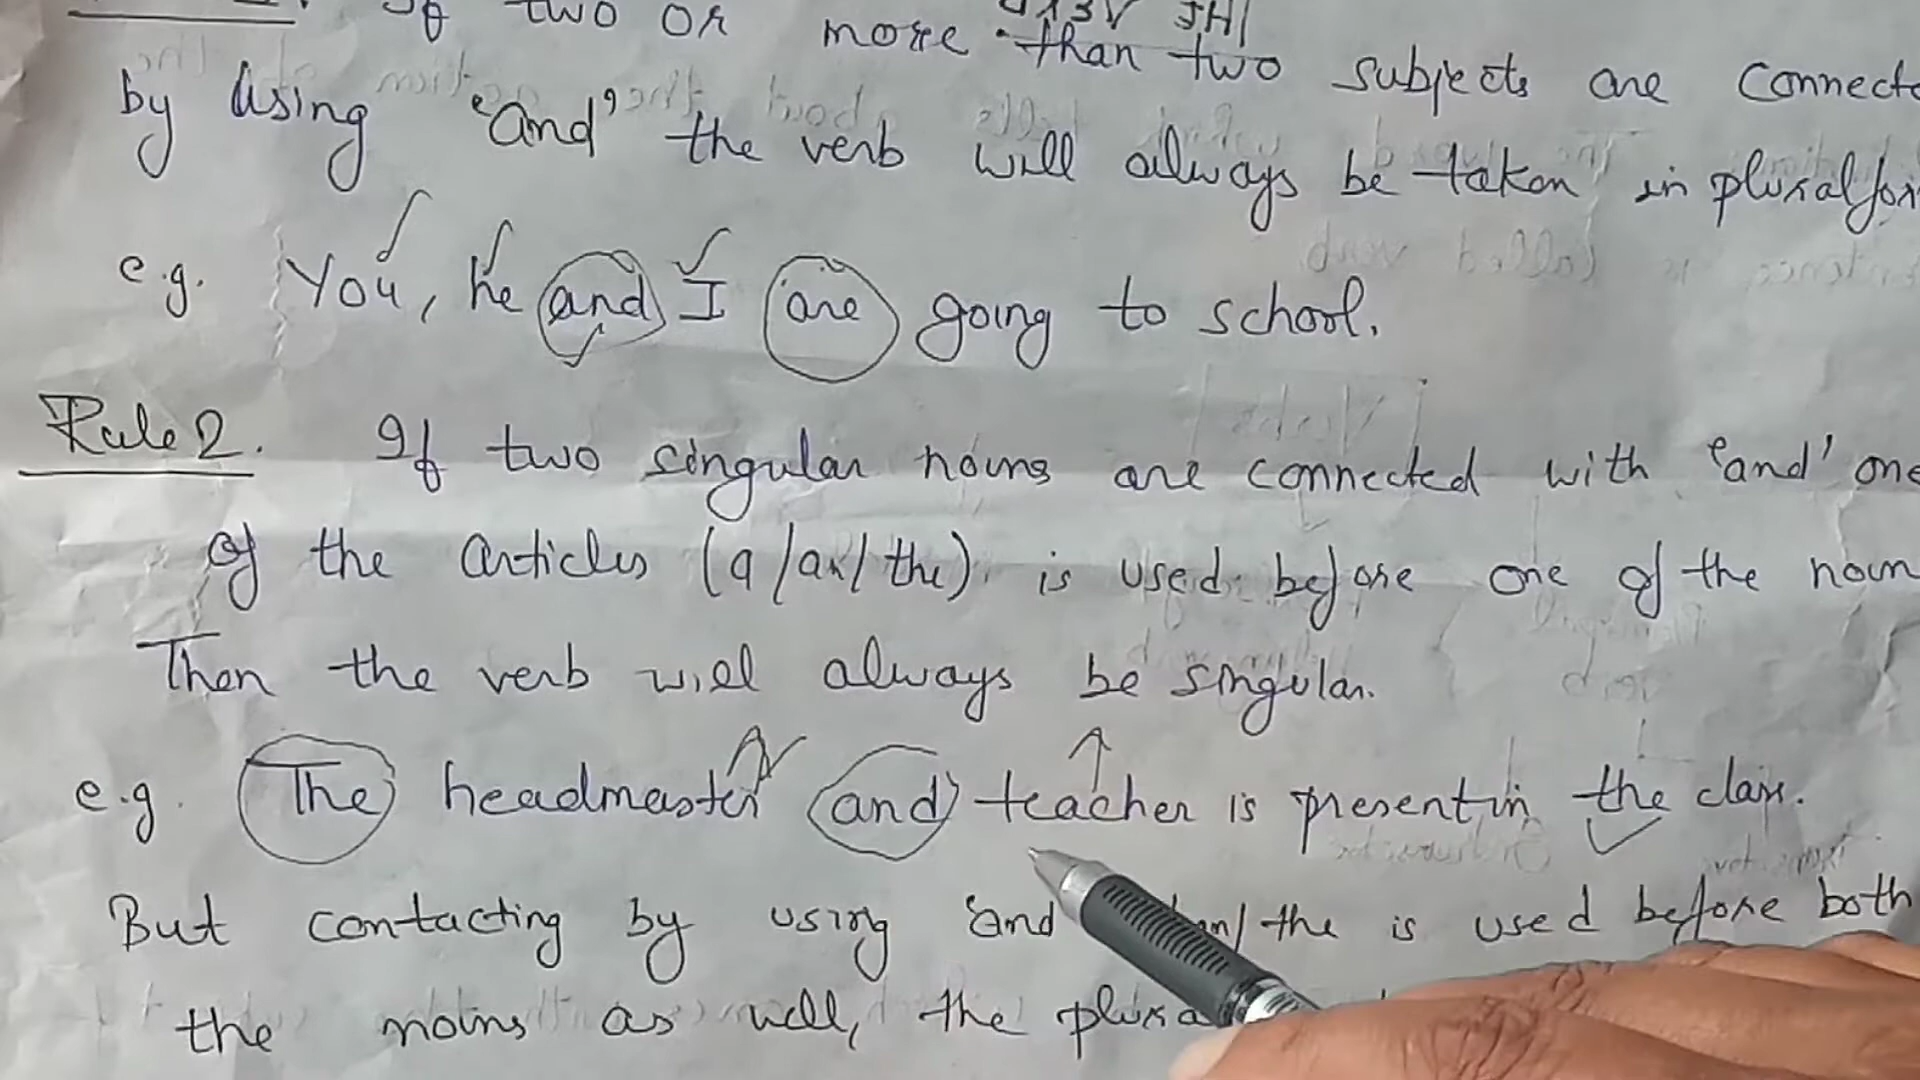 If two or more than two subjects are connecte
by using "and" the verb will always be taken in plural for
e.g. You, he and I are going to school.
Rule 2. If two singular nouns are connected with 'and' one
of the articles (a/an/the) is used before one of the noun
Then the verb will always be singular.
e.g. The headmaster and teacher is present in the class.
But contacting by using 'and an/ the is used before both
the nouns as well, the plura